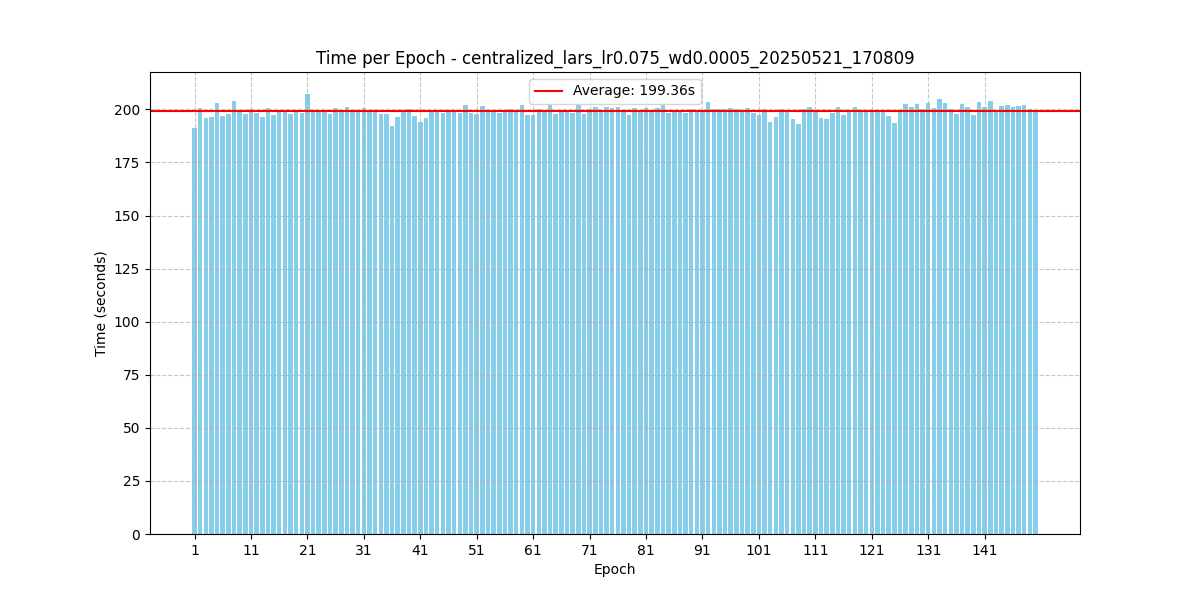 Time per Epoch - centralized_lars_lr0.075_wd0.0005_20250521_170809
Average: 199.36s
200
175
150
125
100
75
50
25
0
Time (seconds)
1 11 21 31 41 51 61 71 81 91 101 111 121 131 141
Epoch